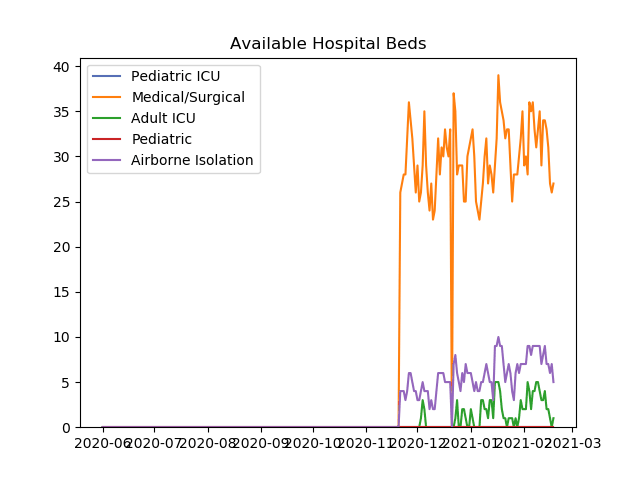 Available Hospital Beds
Pediatric ICU
Medical/Surgical
Adult ICU
Pediatric
Airborne Isolation
40
35
30
25
20
15
10
5
0
2020-06 2020-07 2020-08 2020-09 2020-10 2020-11 2020-12 2021-01 2021-02 2021-03